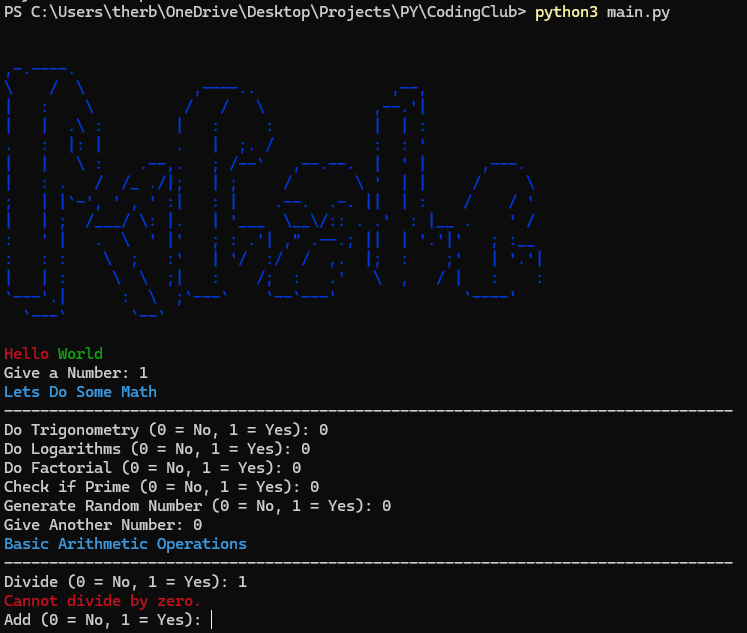 PS C:\Users\therb\OneDrive\Desktop\Projects\PY\CodingClub> python3 main.py
PyCalc
Hello World
Give a Number: 1
Lets Do Some Math
---------------------------------------------------------------------------------
Do Trigonometry (0 = No, 1 = Yes): 0
Do Logarithms (0 = No, 1 = Yes): 0
Do Factorial (0 = No, 1 = Yes): 0
Check if Prime (0 = No, 1 = Yes): 0
Generate Random Number (0 = No, 1 = Yes): 0
Give Another Number: 0
Basic Arithmetic Operations
---------------------------------------------------------------------------------
Divide (0 = No, 1 = Yes): 1
Cannot divide by zero.
Add (0 = No, 1 = Yes):